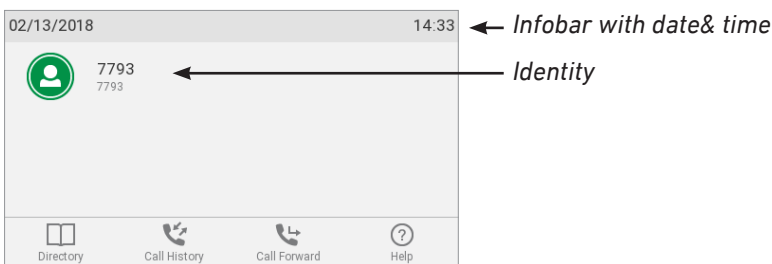 02/13/2018 14:33
Infobar with date& time
7793
7793
Identity
Directory Call History Call Forward Help